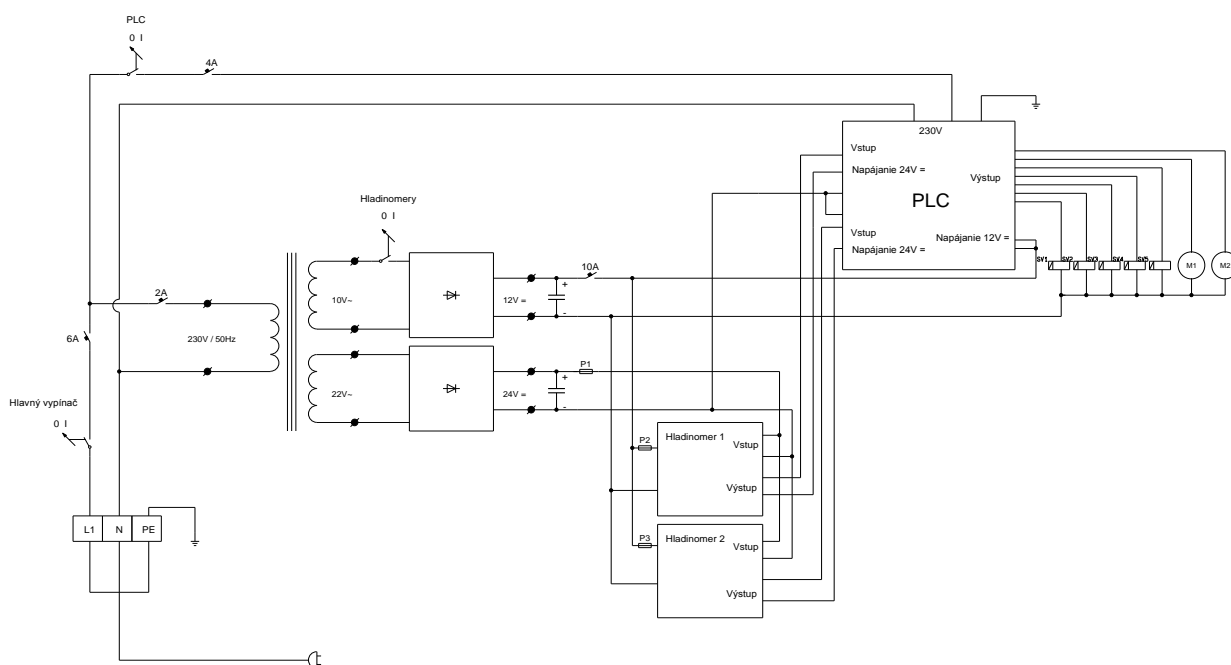 PLC
0 I
4A
230V
Vstup
Napájanie 24V =
Výstup
PLC
Vstup
Napájanie 24V =
Napájanie 12V =
Hladinomery
0 I
SV1
SV2
SV3
SV4
SV5
M1
M2
2A
10A
10V~
12V =
+
-
6A
230V / 50Hz
P1
22V~
24V =
+
-
Hlavný vypínač
0 I
P2
Hladinomer 1
Vstup
Výstup
L1
N
PE
P3
Hladinomer 2
Vstup
Výstup